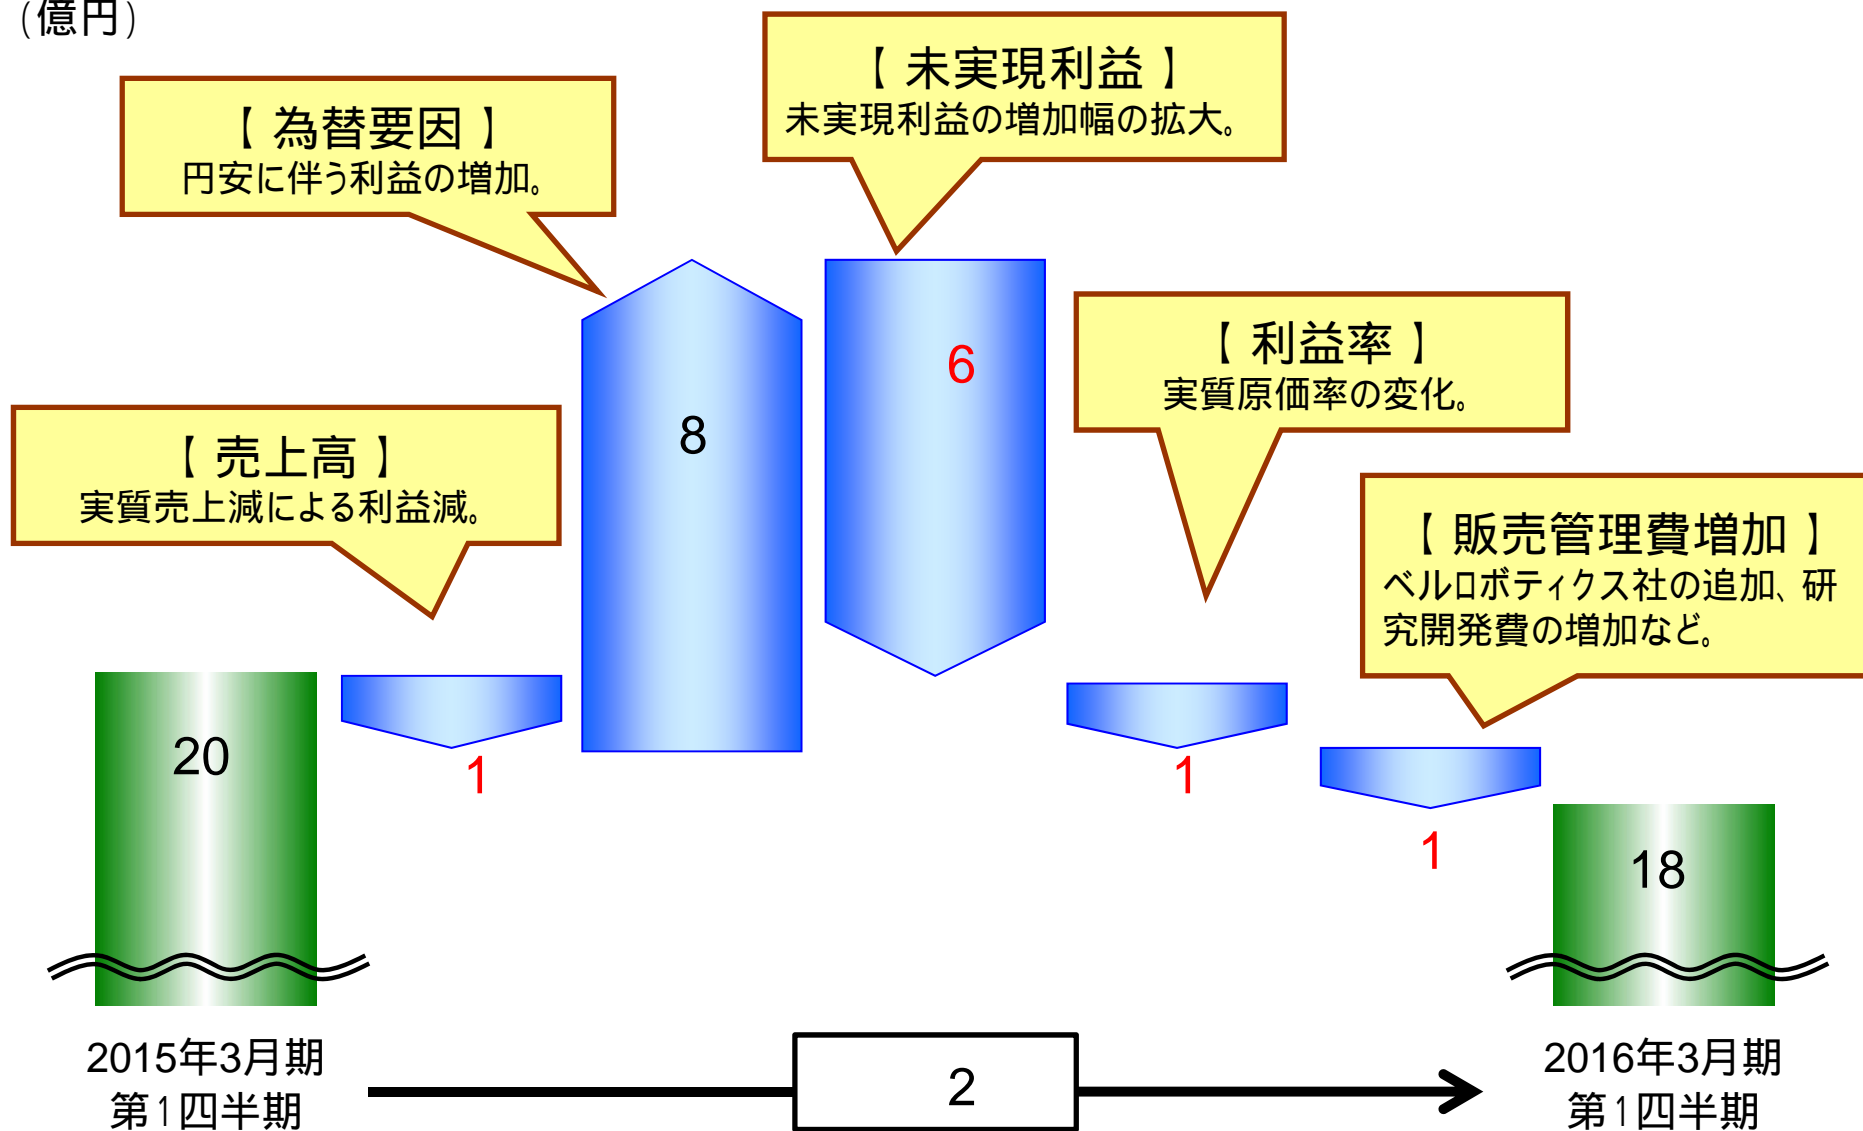 (億円)
【 未実現利益 】
未実現利益の増加幅の拡大。
【 為替要因 】
円安に伴う利益の増加。
【 利益率 】
実質原価率の変化。
【 売上高 】
実質売上減による利益減。
【 販売管理費増加 】
ベルロボティクス社の追加、研
究開発費の増加など。
20
1
8
6
1
1
18
2015年3月期
第1四半期
2
2016年3月期
第1四半期